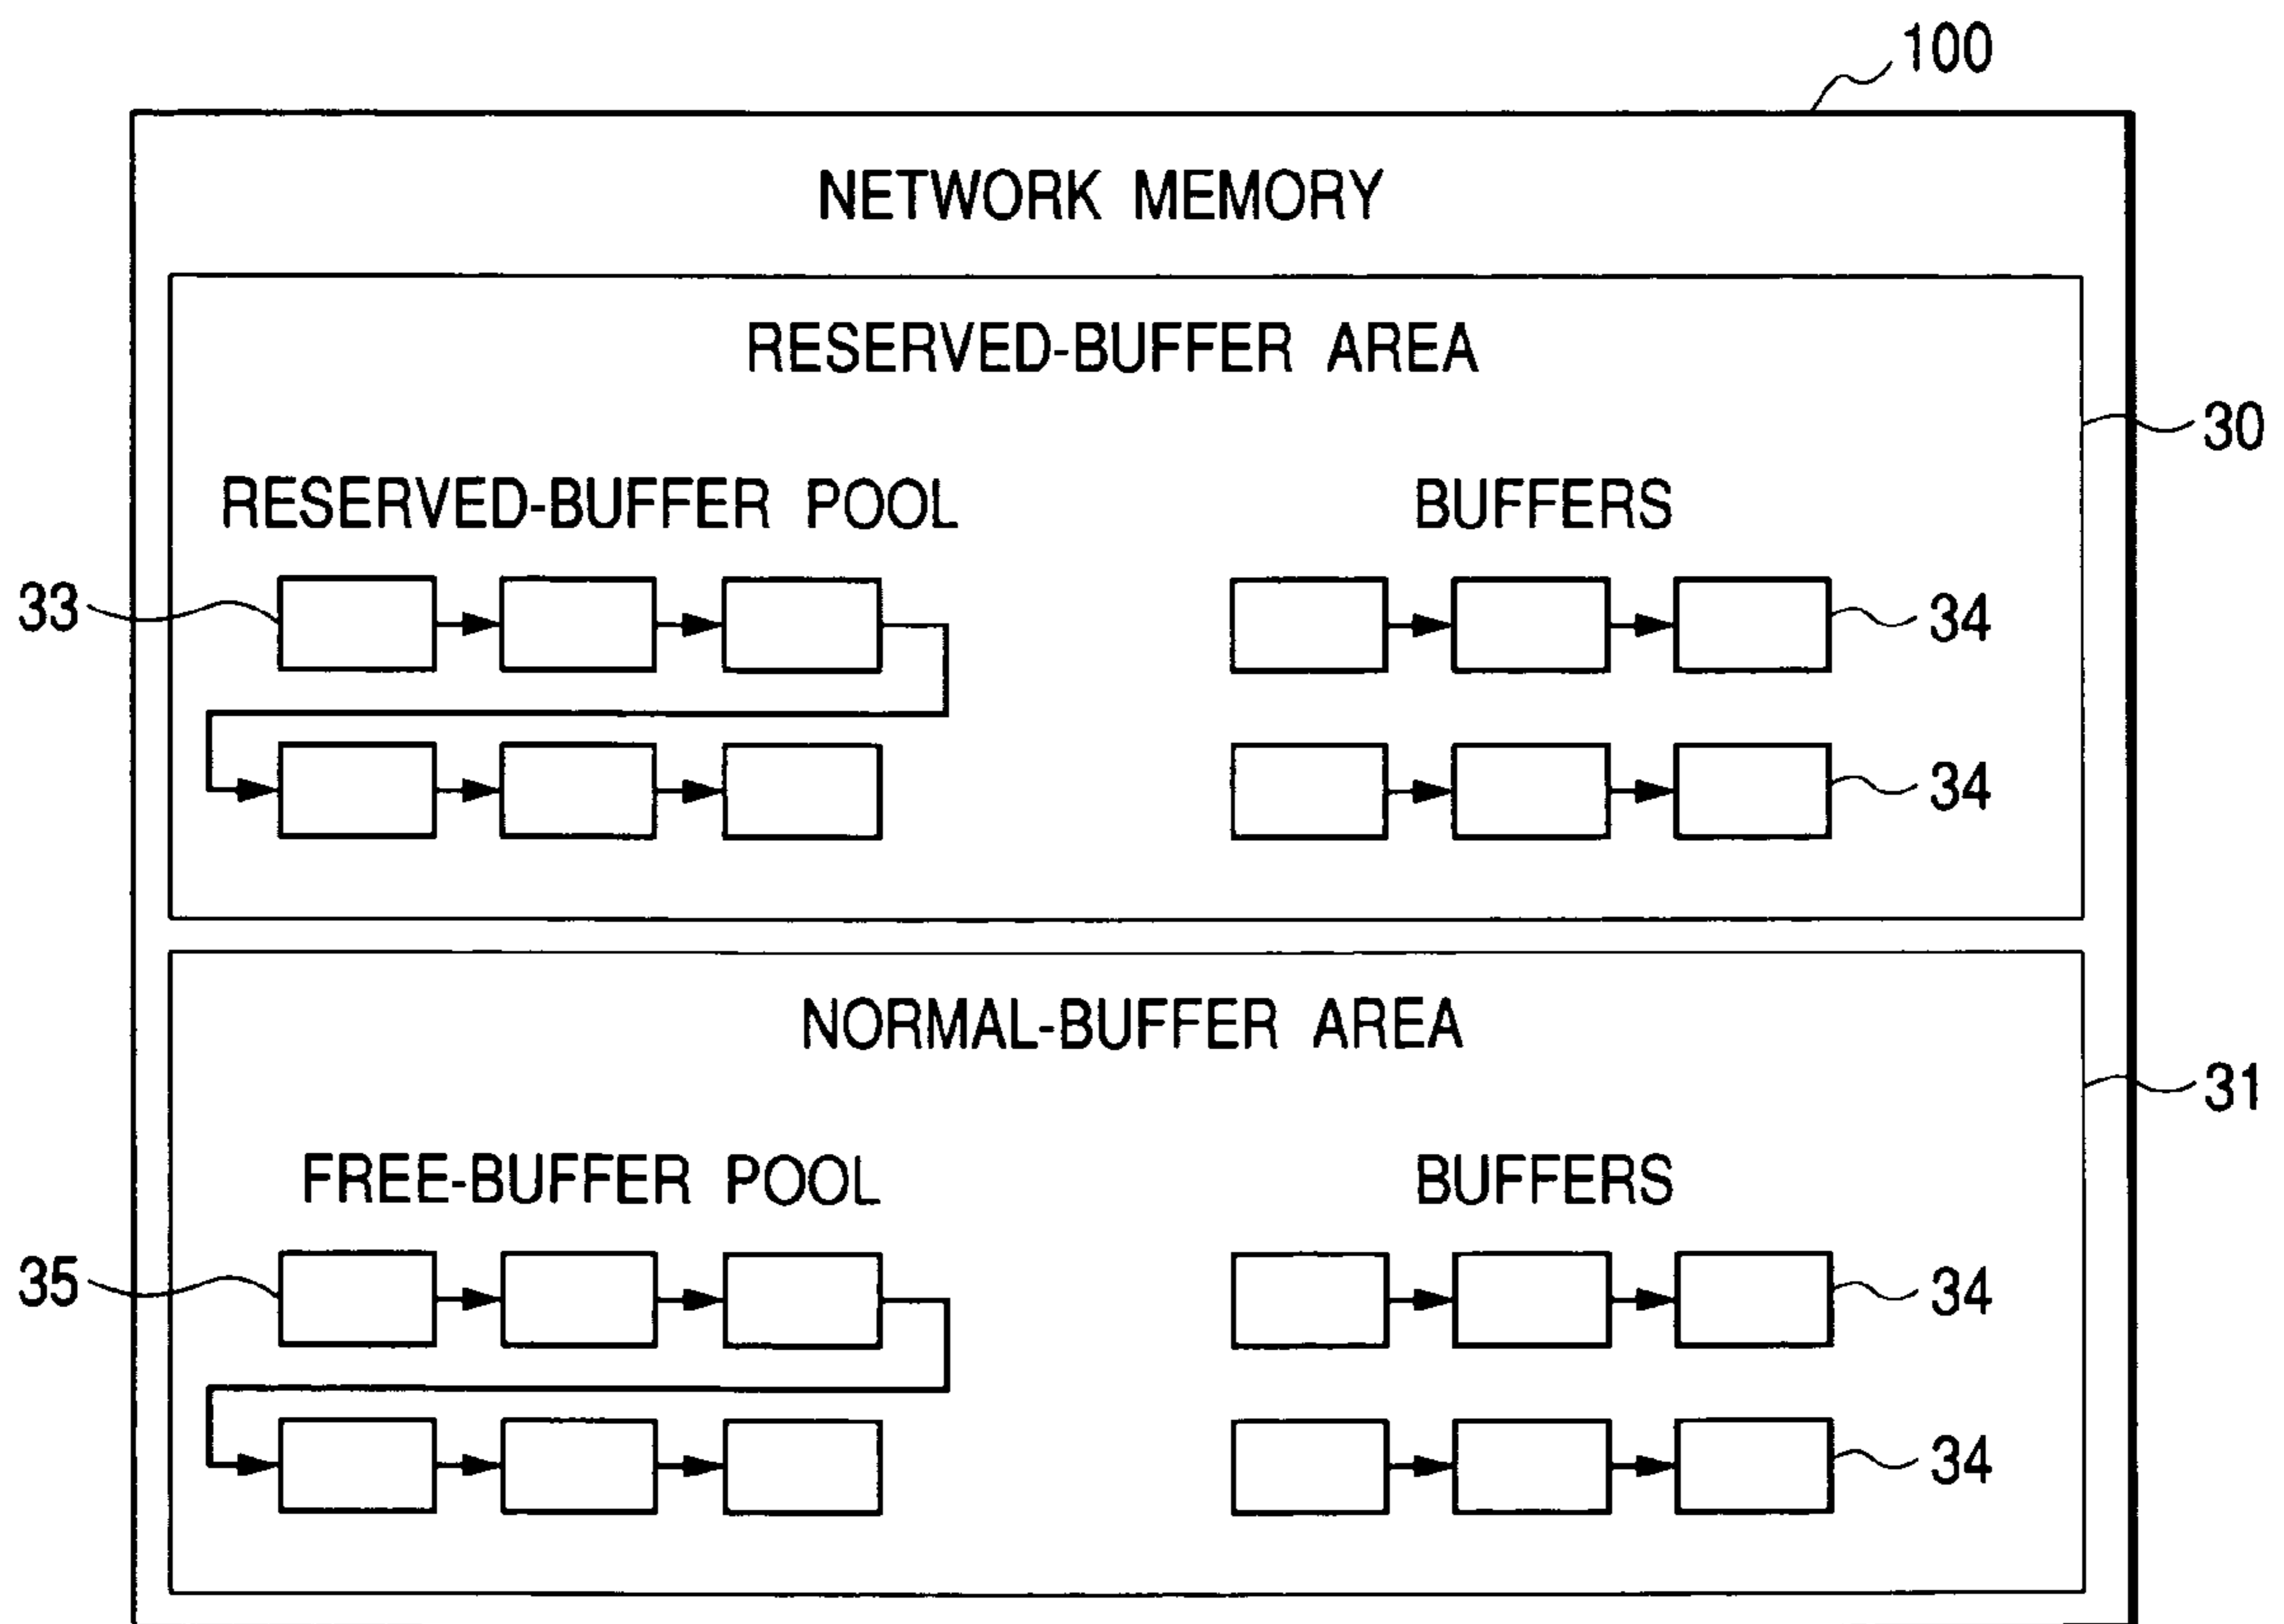 100
NETWORK MEMORY
RESERVED-BUFFER AREA
30
RESERVED-BUFFER POOL
BUFFERS
33
34
34
NORMAL-BUFFER AREA
31
FREE-BUFFER POOL
BUFFERS
35
34
34